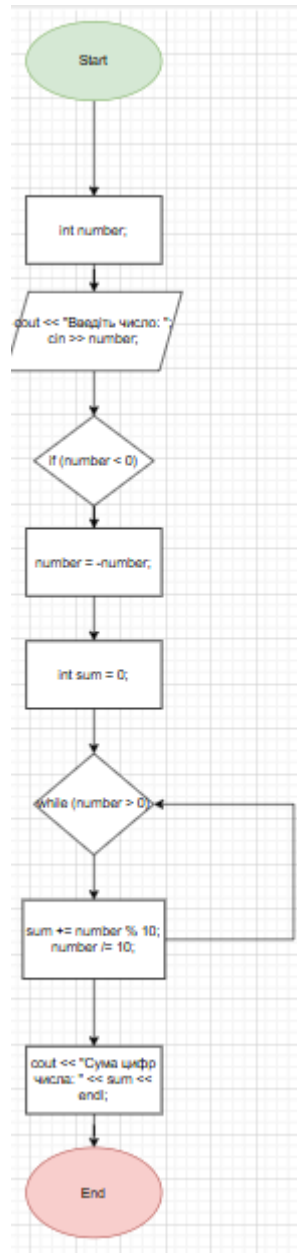 Start
int number;
cout << "Введіть число: ";
cin >> number;
if (number < 0)
number = -number;
int sum = 0;
while (number > 0)
sum += number % 10;
number /= 10;
cout << "Сума цифр
числа: " << sum <<
endl;
End